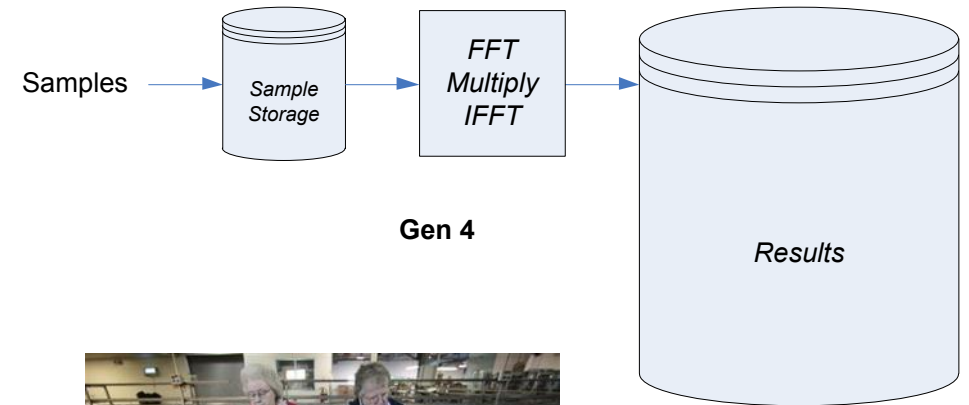 Samples
Sample
Storage
FFT
Multiply
IFFT
Results
Gen 4